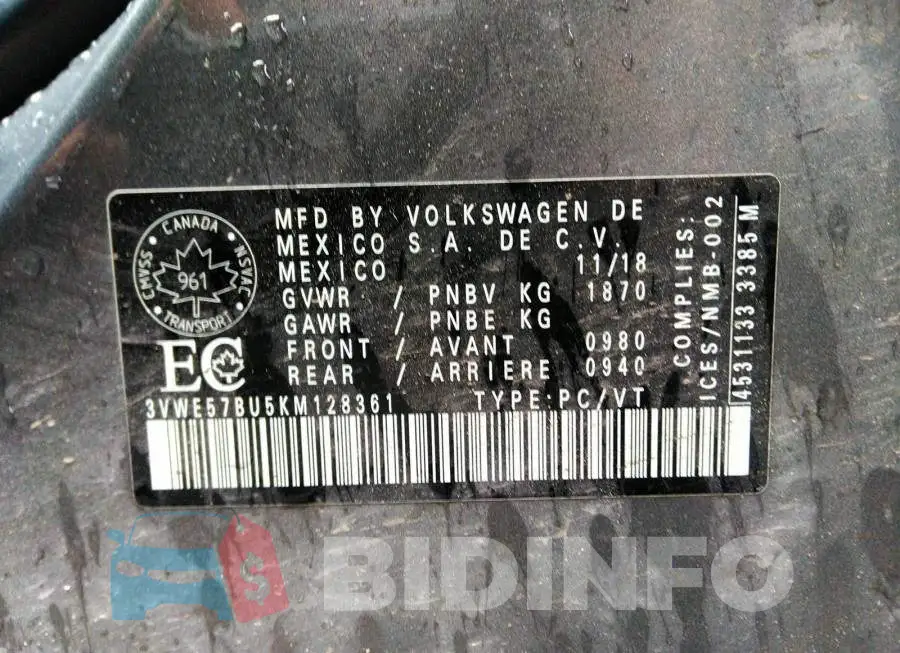 CANADA
CMVSS
NSVAC
961
TRANSPORT
EC
MFD BY VOLKSWAGEN DE
MEXICO S.A. DE C.V.
MEXICO 11/18
GVWR / PNBV KG 1870
GAWR / PNBE KG
FRONT / AVANT 0980
REAR / ARRIERE 0940
3VWE57BU5KM128361 TYPE:PC/VT
COMPLIES:
ICES/NMB-002
45311133 3385 M
$ BIDINFO